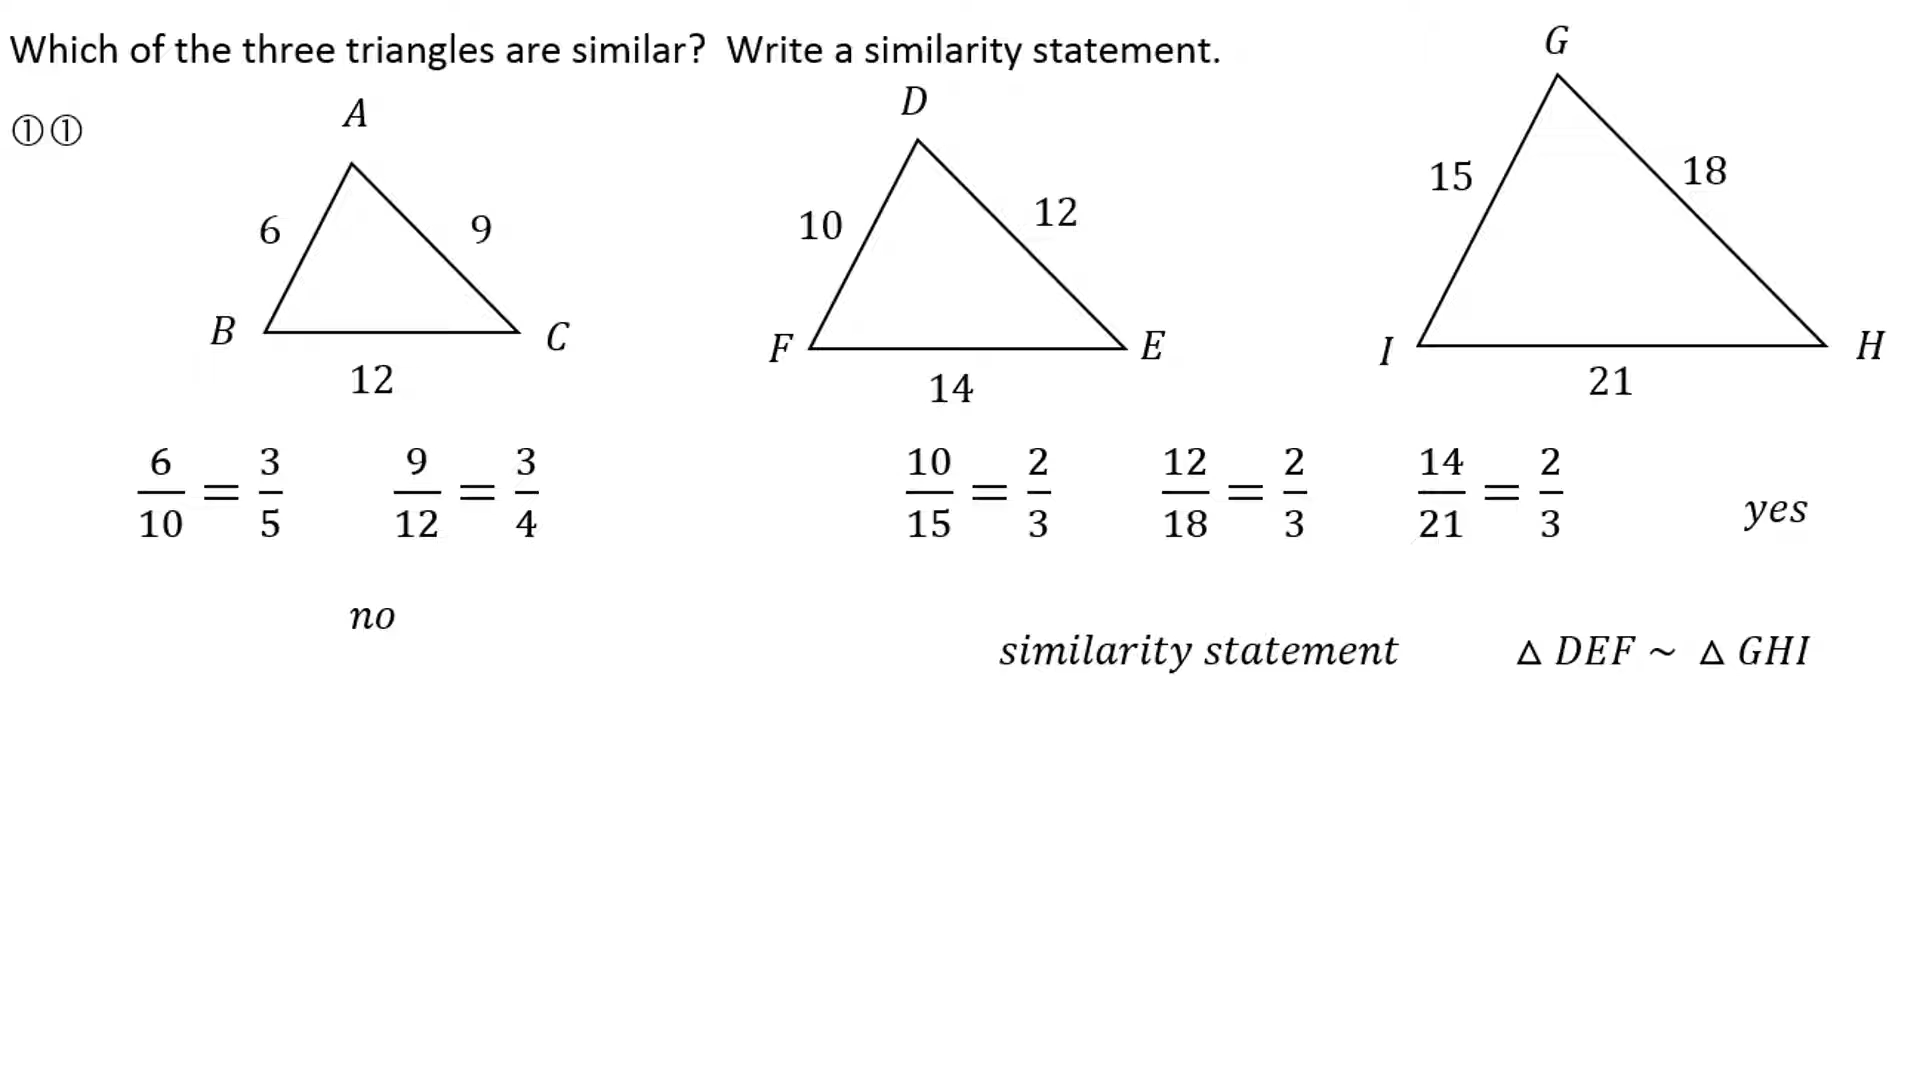 Which of the three triangles are similar?  Write a similarity statement.
①①
A
6
9
B
C
12
D
10
12
F
E
14
G
15
18
I
H
21
6/10 = 3/5
9/12 = 3/4
10/15 = 2/3
12/18 = 2/3
14/21 = 2/3
yes
no
similarity statement
△ DEF ~ △ GHI